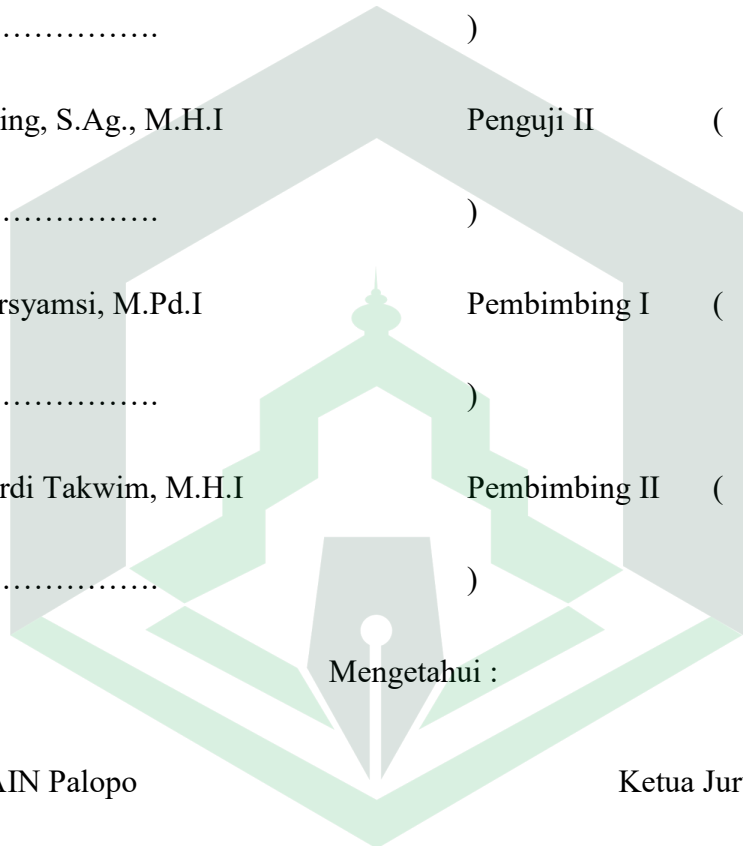 ……………. )
ing, S.Ag., M.H.I Penguji II (
……………. )
rsyamsi, M.Pd.I Pembimbing I (
……………. )
rdi Takwim, M.H.I Pembimbing II (
……………. )
Mengetahui :
AIN Palopo Ketua Jur